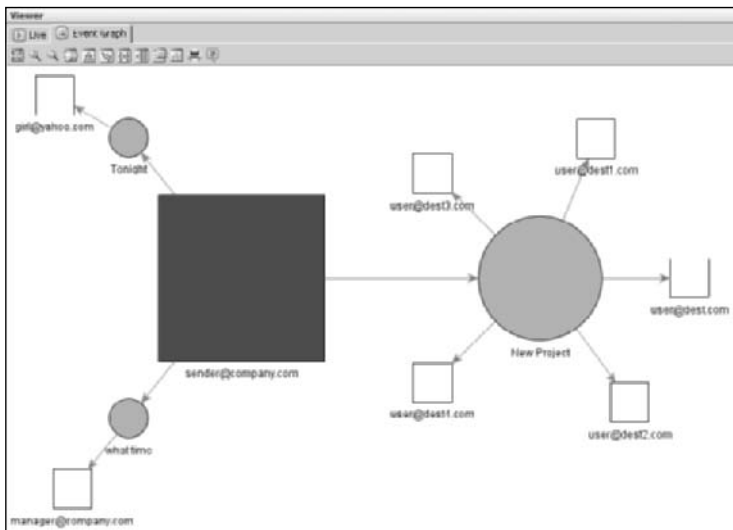 Viewer
Live
Event Graph
girl@yahoo.com
Tonight
user@dest1.com
user@dest3.com
user@dest.com
New Project
sender@company.com
user@dest1.com
user@dest2.com
what time
manager@company.com